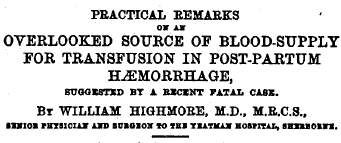 PRACTICAL REMARKS
ON AN
OVERLOOKED SOURCE OF BLOOD-SUPPLY
FOR TRANSFUSION IN POST-PARTUM
HÆMORRHAGE,
SUGGESTED BY A RECENT FATAL CASE.
BY WILLIAM HIGHMORE, M.D., M.R.C.S.,
SENIOR PHYSICIAN AND SURGEON TO THE YEATMAN HOSPITAL, SHERBORNE.